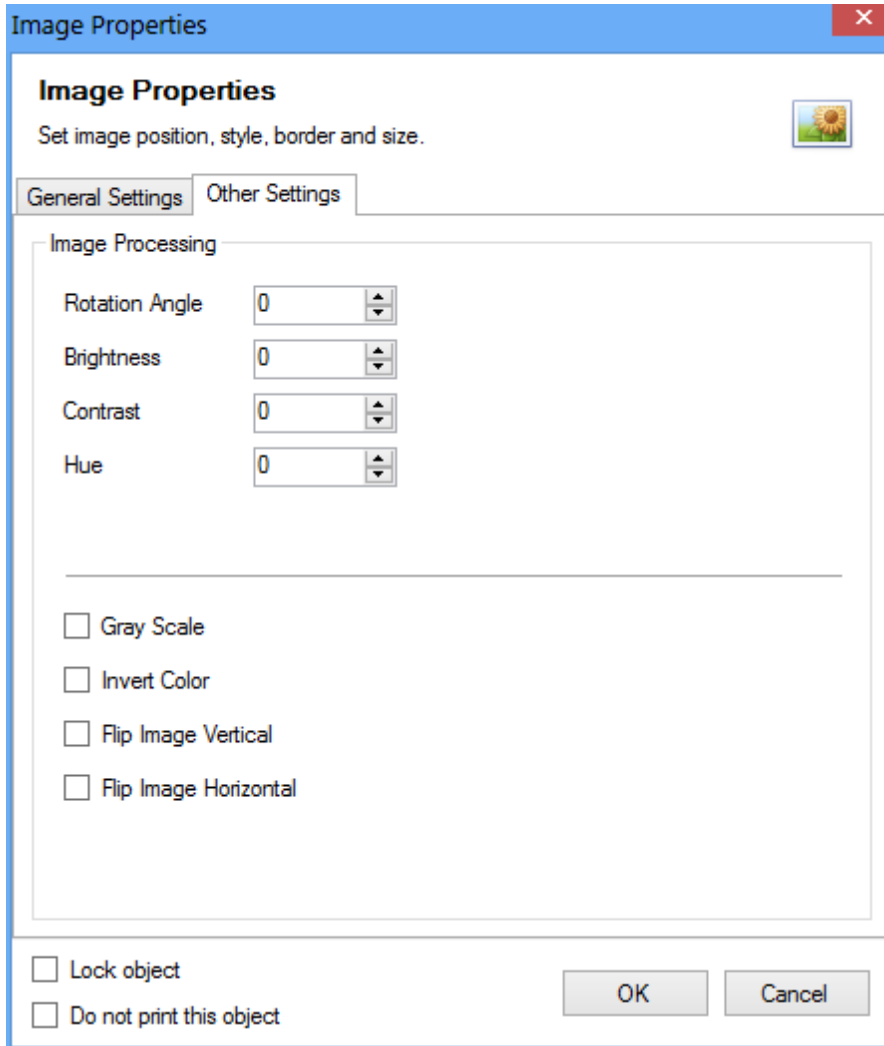 Image Properties
Image Properties
Set image position, style, border and size.
General Settings Other Settings
Image Processing
Rotation Angle 0
Brightness 0
Contrast 0
Hue 0
Gray Scale
Invert Color
Flip Image Vertical
Flip Image Horizontal
Lock object
Do not print this object
OK Cancel